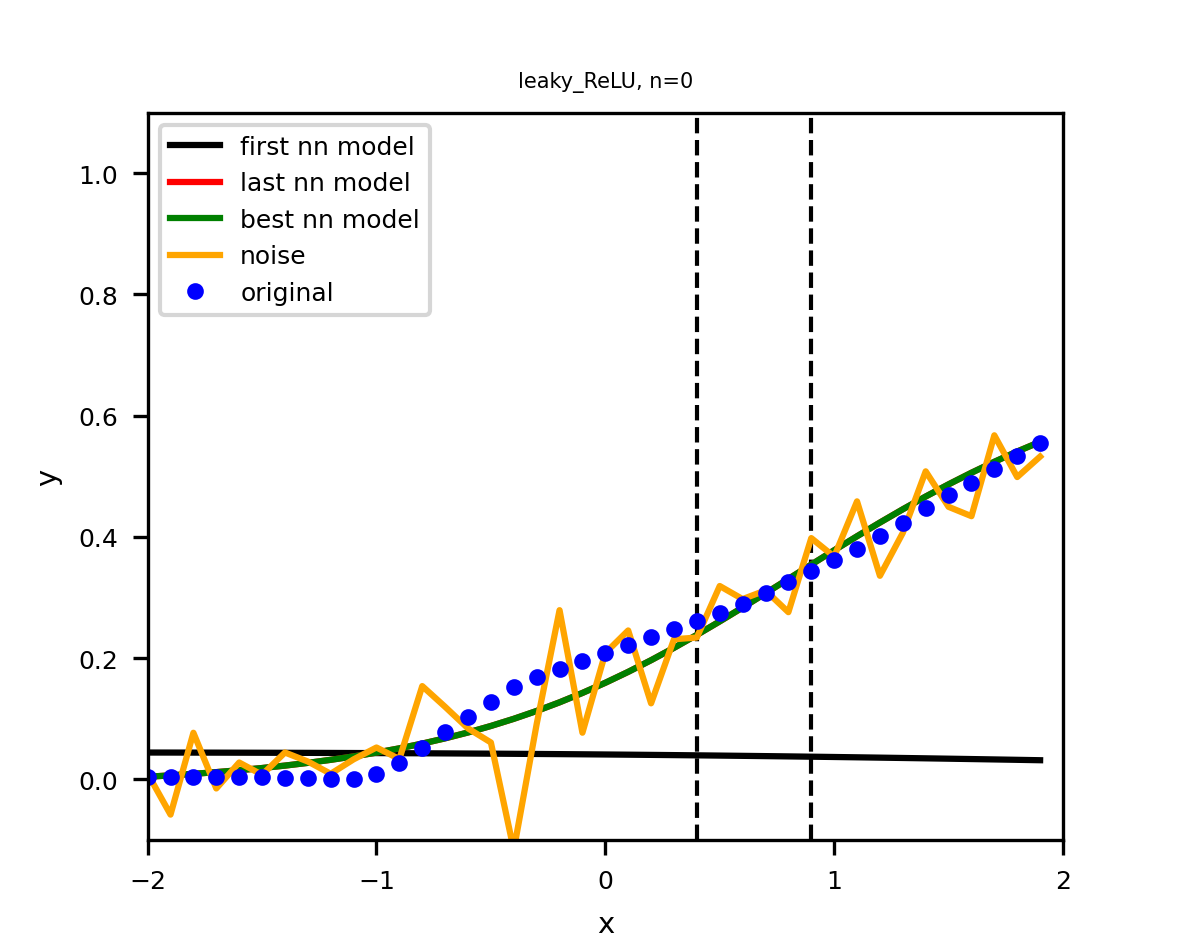 leaky_ReLU, n=0
first nn model
last nn model
best nn model
noise
original
1.0
0.8
0.6
0.4
0.2
0.0
y
−2 −1 0 1 2
x